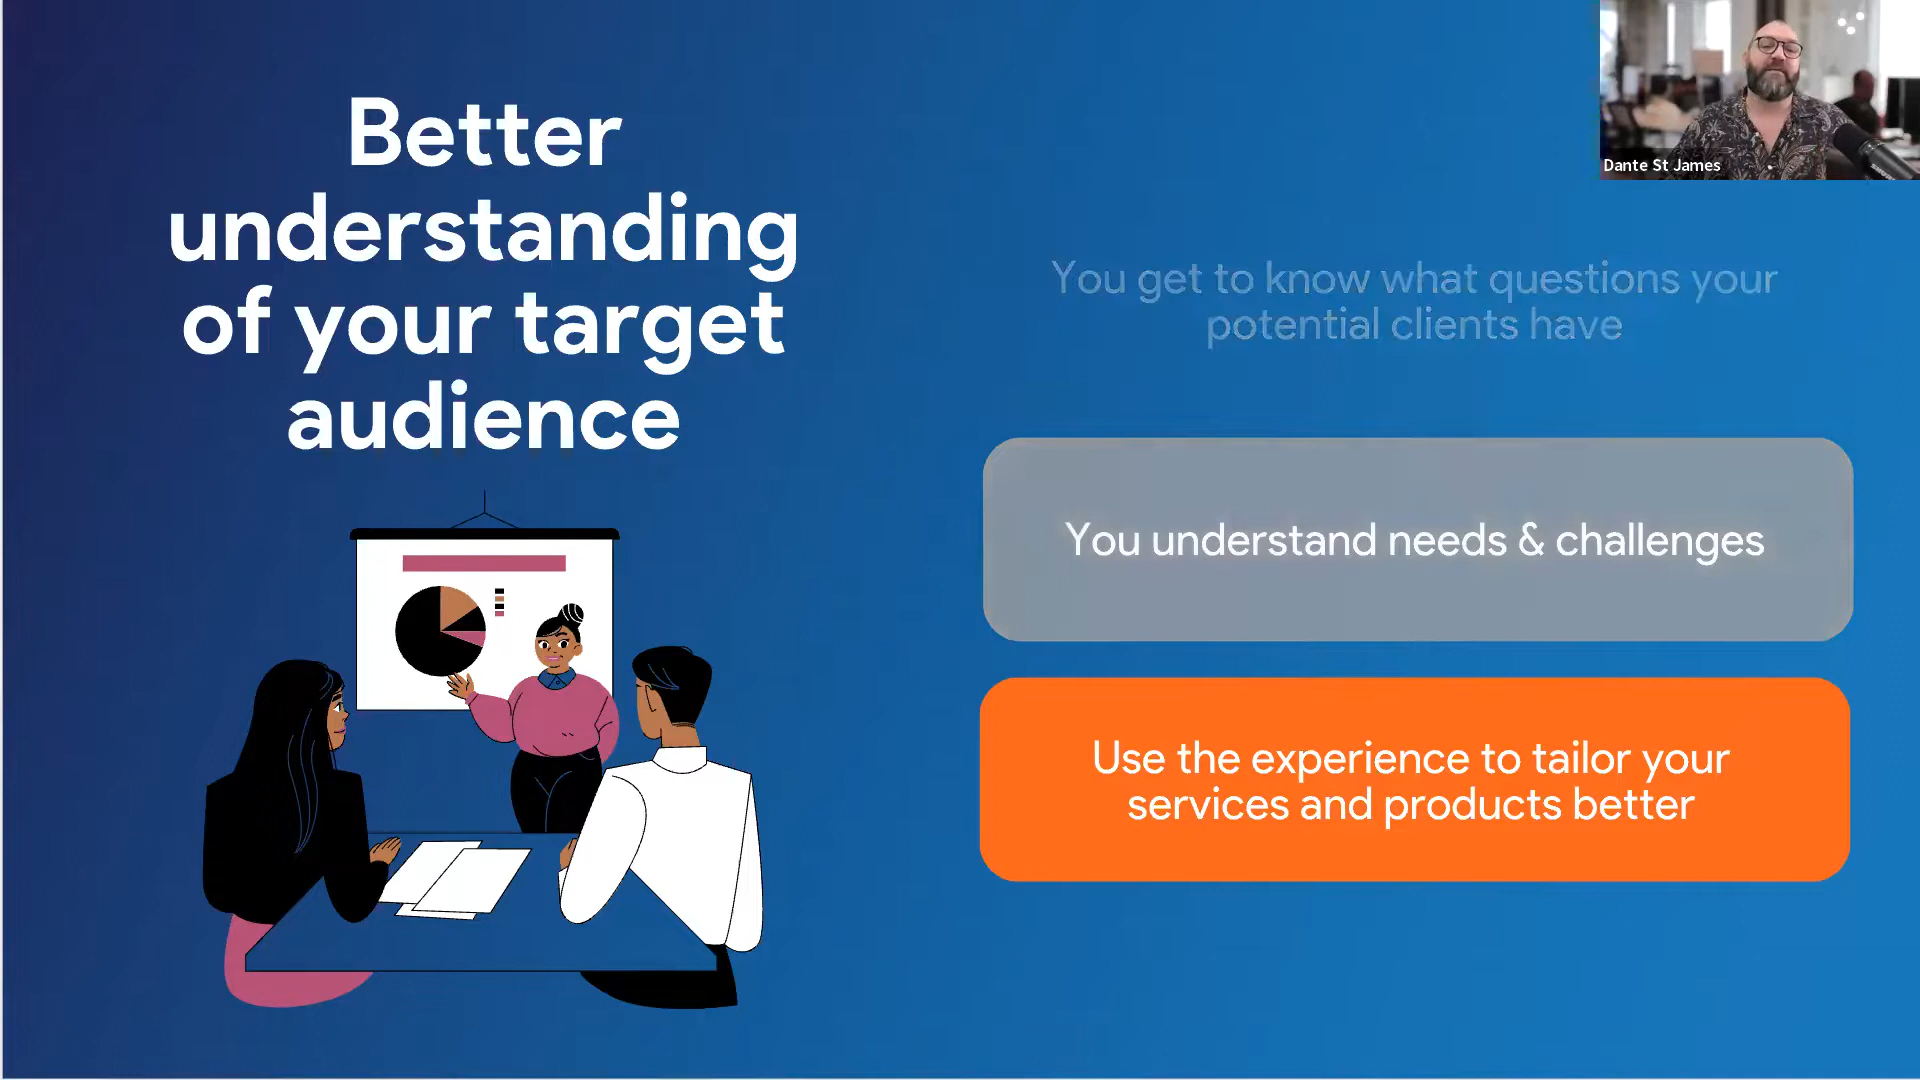 Better
understanding
of your target
audience
Dante St James
You get to know what questions your
potential clients have
You understand needs & challenges
Use the experience to tailor your
services and products better